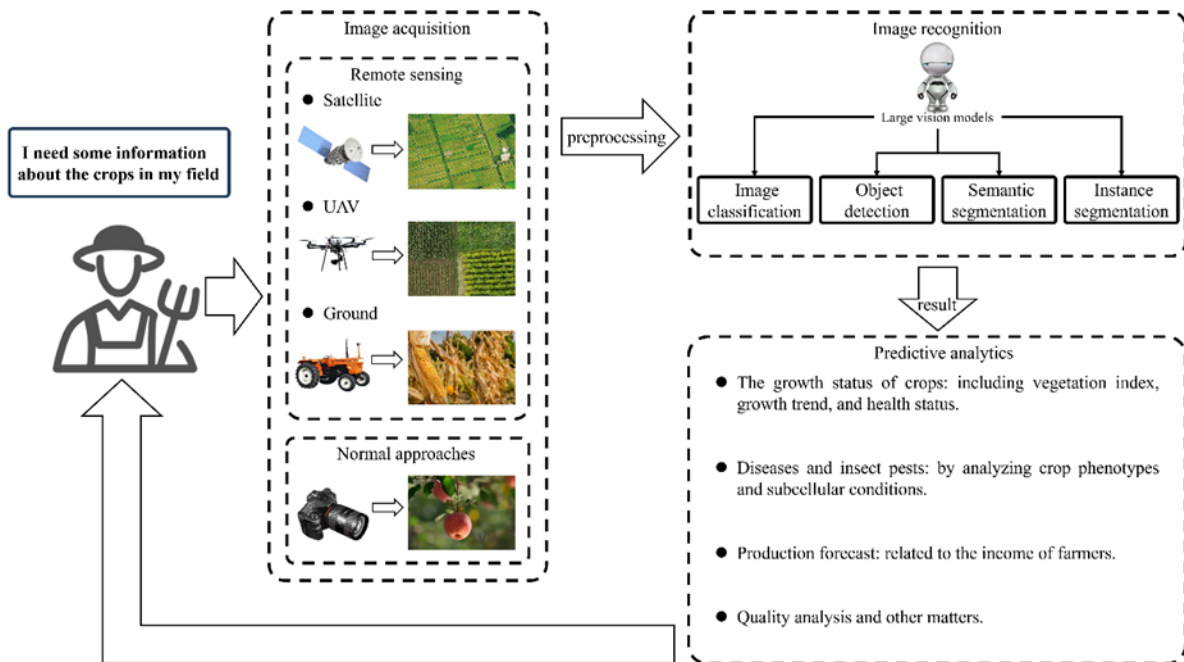 I need some information
about the crops in my field
Image acquisition
Remote sensing
● Satellite
● UAV
● Ground
Normal approaches
preprocessing
Image recognition
Large vision models
Image
classification
Object
detection
Semantic
segmentation
Instance
segmentation
result
Predictive analytics
● The growth status of crops: including vegetation index,
growth trend, and health status.
● Diseases and insect pests: by analyzing crop phenotypes
and subcellular conditions.
● Production forecast: related to the income of farmers.
● Quality analysis and other matters.